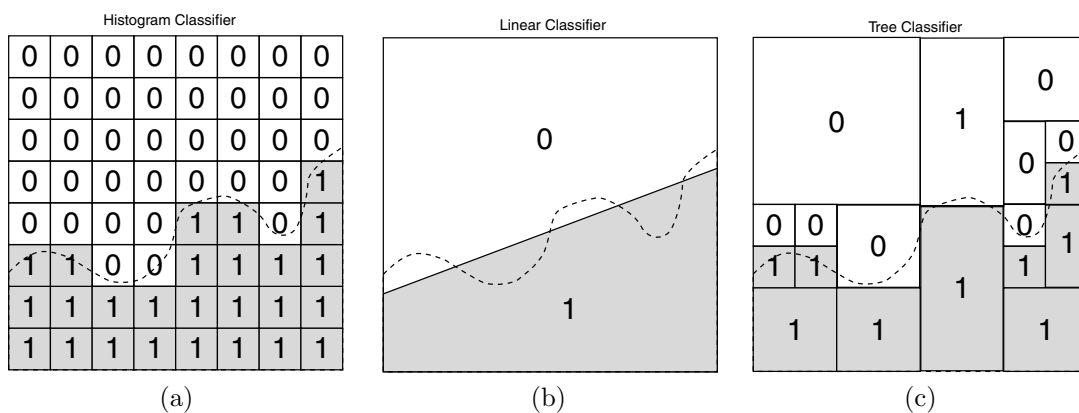 Histogram Classifier
0 0 0 0 0 0 0 0
0 0 0 0 0 0 0 0
0 0 0 0 0 0 0 0
0 0 0 0 0 0 0 1
0 0 0 0 1 1 0 1
1 1 0 0 1 1 1 1
1 1 1 1 1 1 1 1
1 1 1 1 1 1 1 1
(a)
Linear Classifier
0
1
(b)
Tree Classifier
0
0 1
0 0
1
0 0 0 0 1
1 1 1
1
1 1 1
(c)